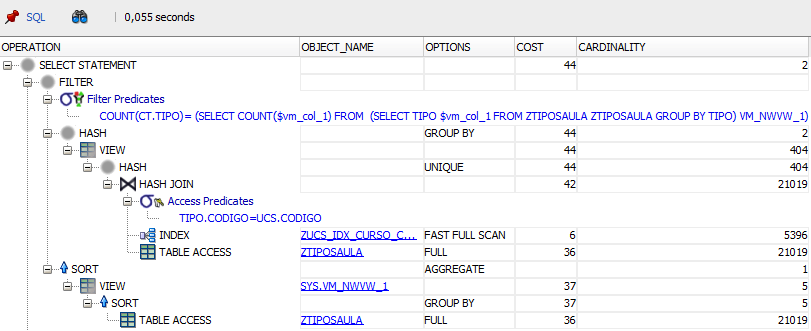 SQL 0,055 seconds
OPERATION OBJECT_NAME OPTIONS COST CARDINALITY
SELECT STATEMENT 44 2
FILTER
Filter Predicates
COUNT(CT.TIPO)= (SELECT COUNT($vm_col_1) FROM (SELECT TIPO $vm_col_1 FROM ZTIPOSAULA ZTIPOSAULA GROUP BY TIPO) VM_NWVW_1)
HASH GROUP BY 44 2
VIEW 44 404
HASH UNIQUE 44 404
HASH JOIN 42 21019
Access Predicates
TIPO.CODIGO=UCS.CODIGO
INDEX ZUCS_IDX_CURSO_C... FAST FULL SCAN 6 5396
TABLE ACCESS ZTIPOSAULA FULL 36 21019
SORT AGGREGATE 1
VIEW SYS.VM_NWVW_1 37 5
SORT GROUP BY 37 5
TABLE ACCESS ZTIPOSAULA FULL 36 21019